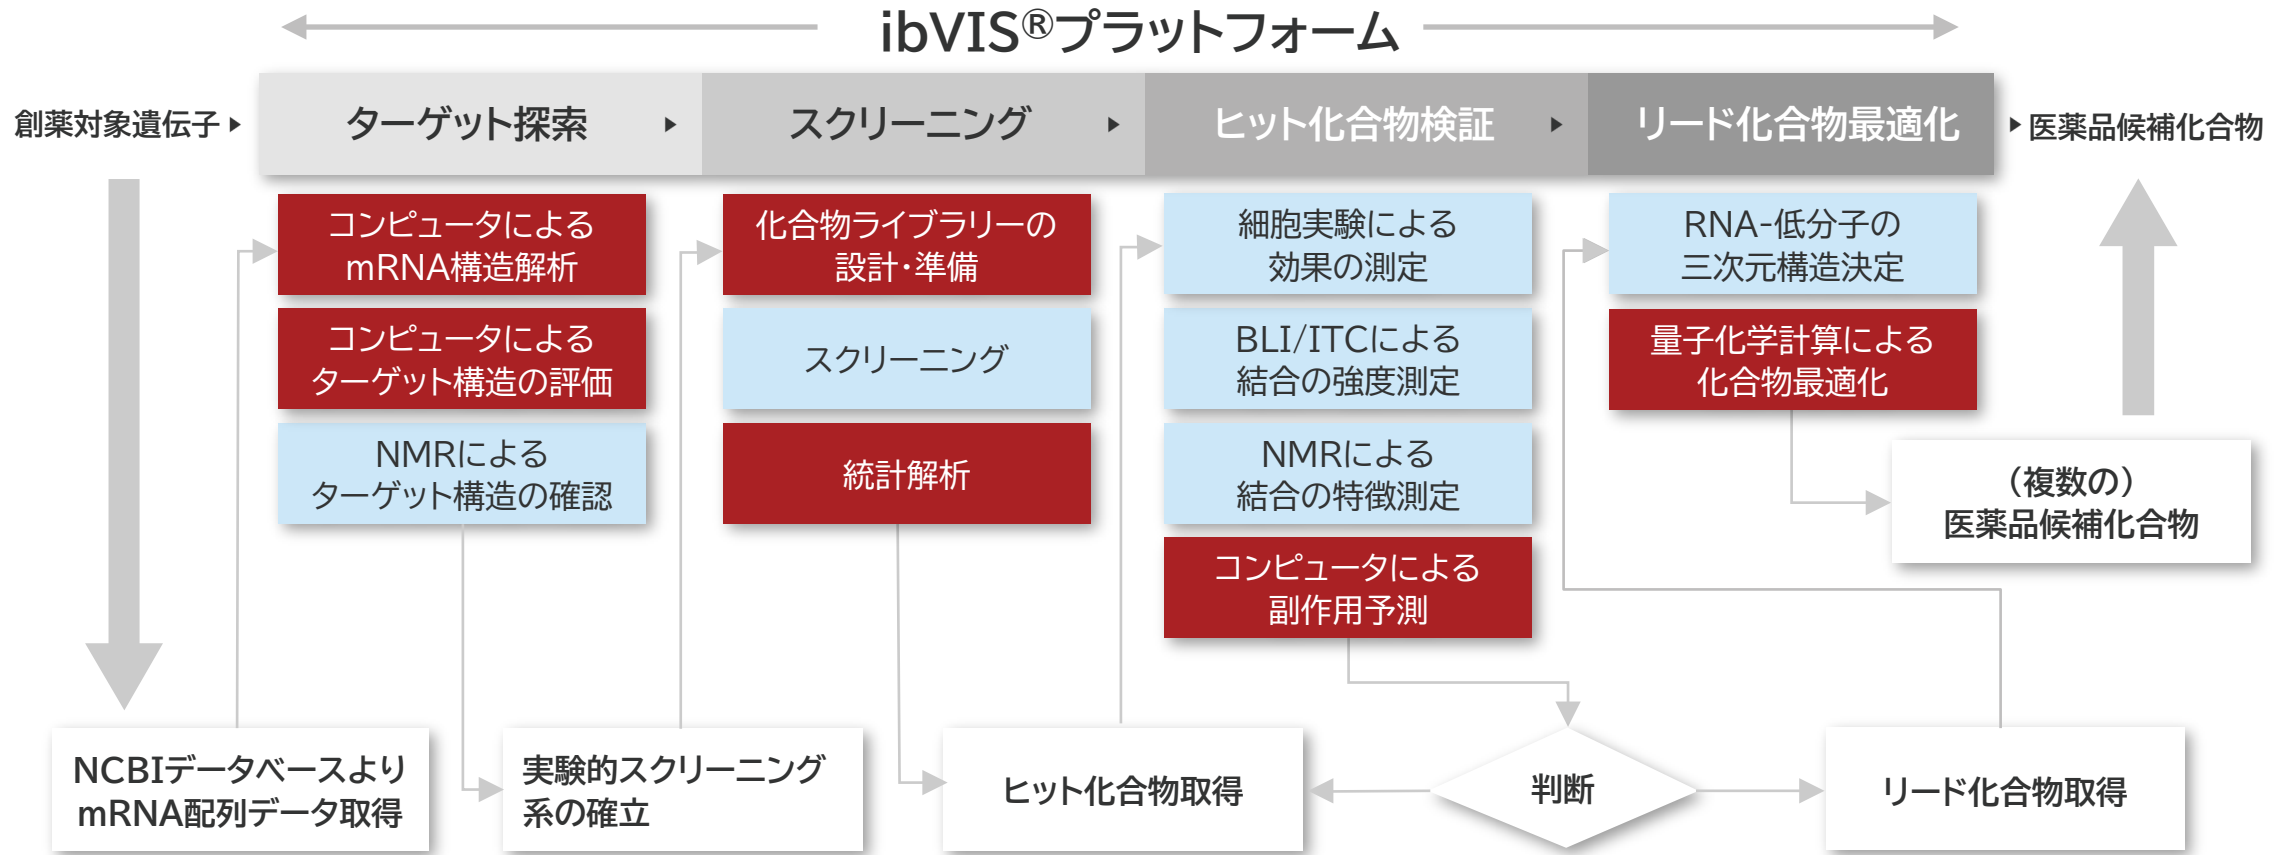 ibVIS®プラットフォーム
創薬対象遺伝子
ターゲット探索
スクリーニング
ヒット化合物検証
リード化合物最適化
医薬品候補化合物
コンピュータによる
mRNA構造解析
コンピュータによる
ターゲット構造の評価
NMRによる
ターゲット構造の確認
化合物ライブラリーの
設計・準備
スクリーニング
統計解析
細胞実験による
効果の測定
BLI/ITCによる
結合の強度測定
NMRによる
結合の特徴測定
コンピュータによる
副作用予測
RNA-低分子の
三次元構造決定
量子化学計算による
化合物最適化
（複数の）
医薬品候補化合物
NCBIデータベースより
mRNA配列データ取得
実験的スクリーニング
系の確立
ヒット化合物取得
判断
リード化合物取得